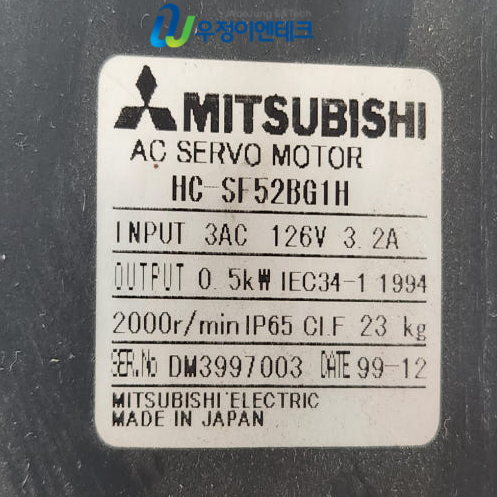 우정이엔테크
MITSUBISHI
AC SERVO MOTOR
HC-SF52BG1H
INPUT 3AC 126V 3.2A
OUTPUT 0.5kW IEC34-1 1994
2000r/min IP65 Cl.F 23 kg
SER.No DM3997003 DATE 99-12
MITSUBISHI ELECTRIC
MADE IN JAPAN